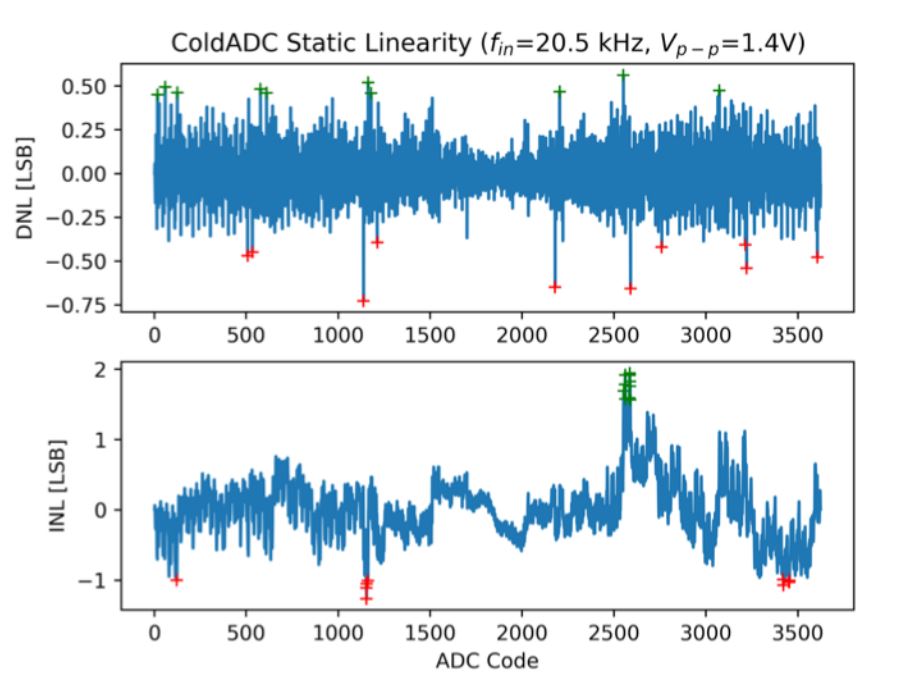 ColdADC Static Linearity (fin=20.5 kHz, Vp−p=1.4V)
0.50
0.25
0.00
−0.25
−0.50
−0.75
DNL [LSB]
0 500 1000 1500 2000 2500 3000 3500
2
1
0
−1
INL [LSB]
0 500 1000 1500 2000 2500 3000 3500
ADC Code